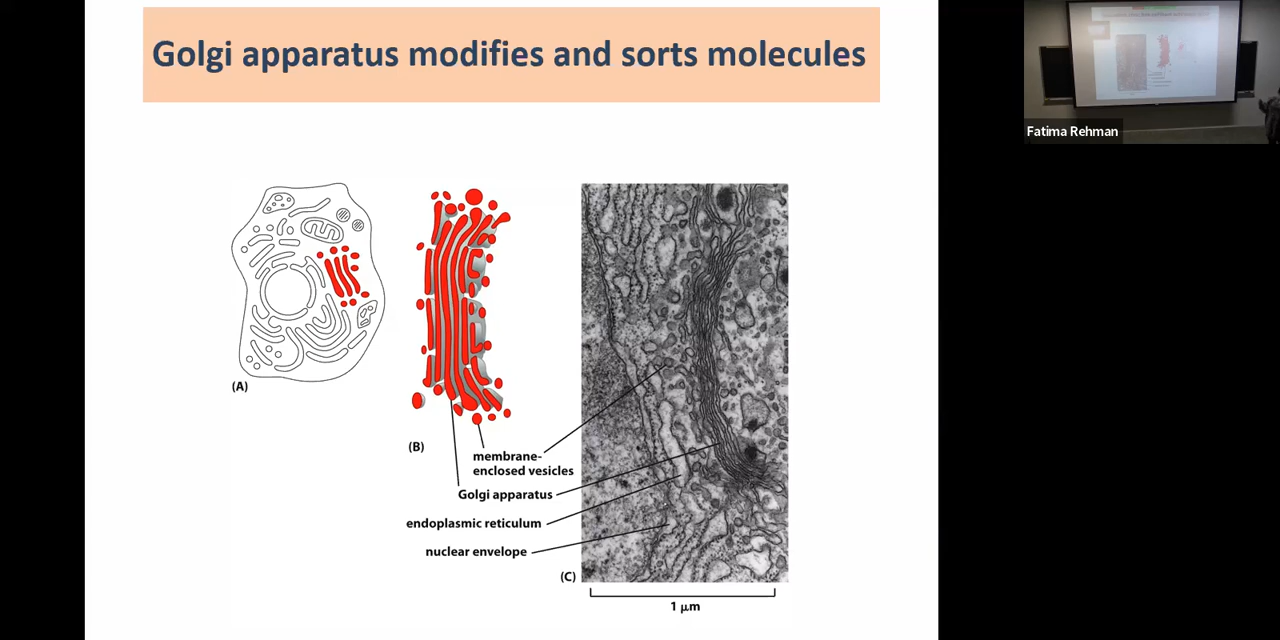 Golgi apparatus modifies and sorts molecules
Fatima Rehman
(A)
(B)
membrane-
enclosed vesicles
Golgi apparatus
endoplasmic reticulum
nuclear envelope
(C)
1 μm